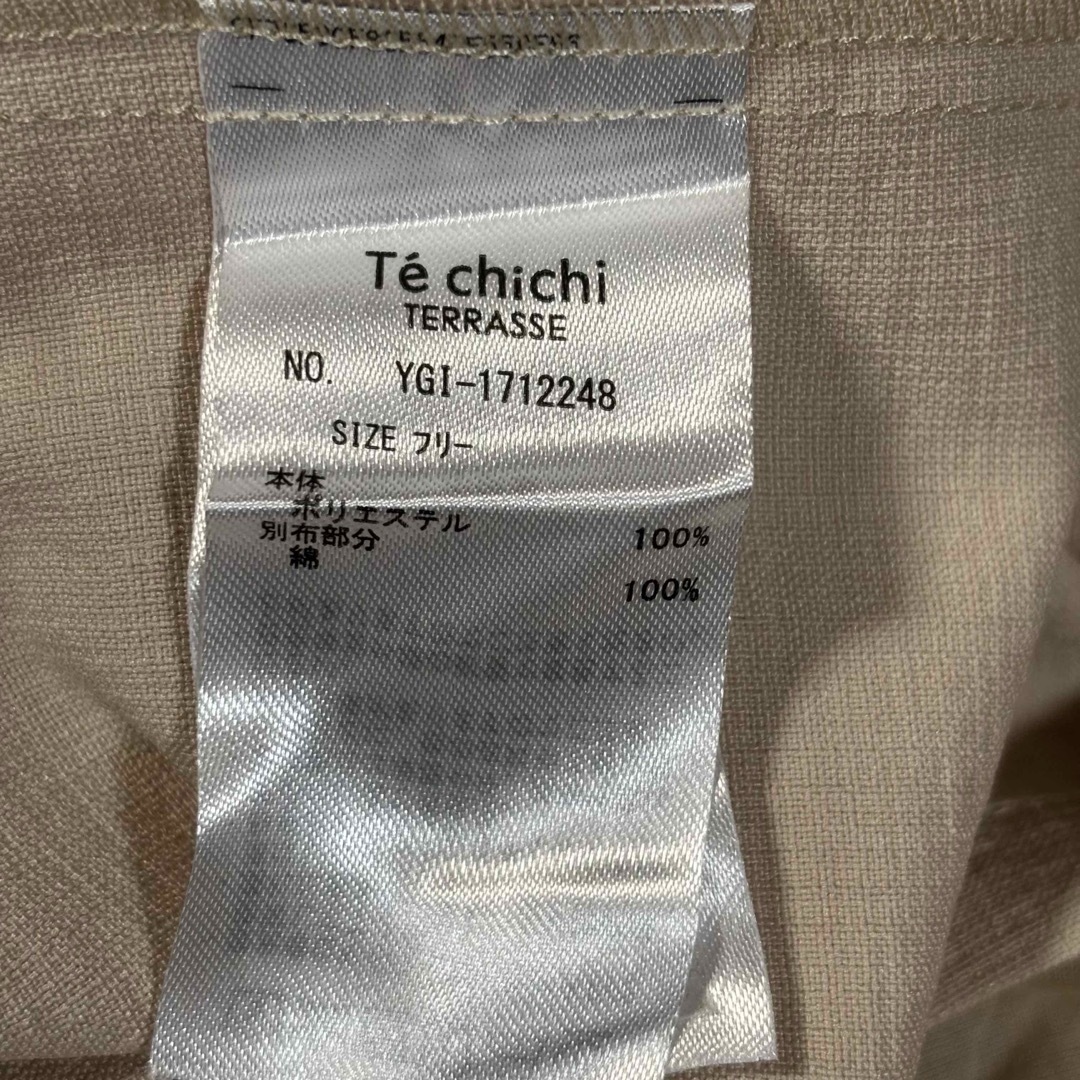 Té chichi
TERRASSE
NO. YGI-1712248
SIZE フリー
本体
ポリエステル 100%
別布部分
綿 100%